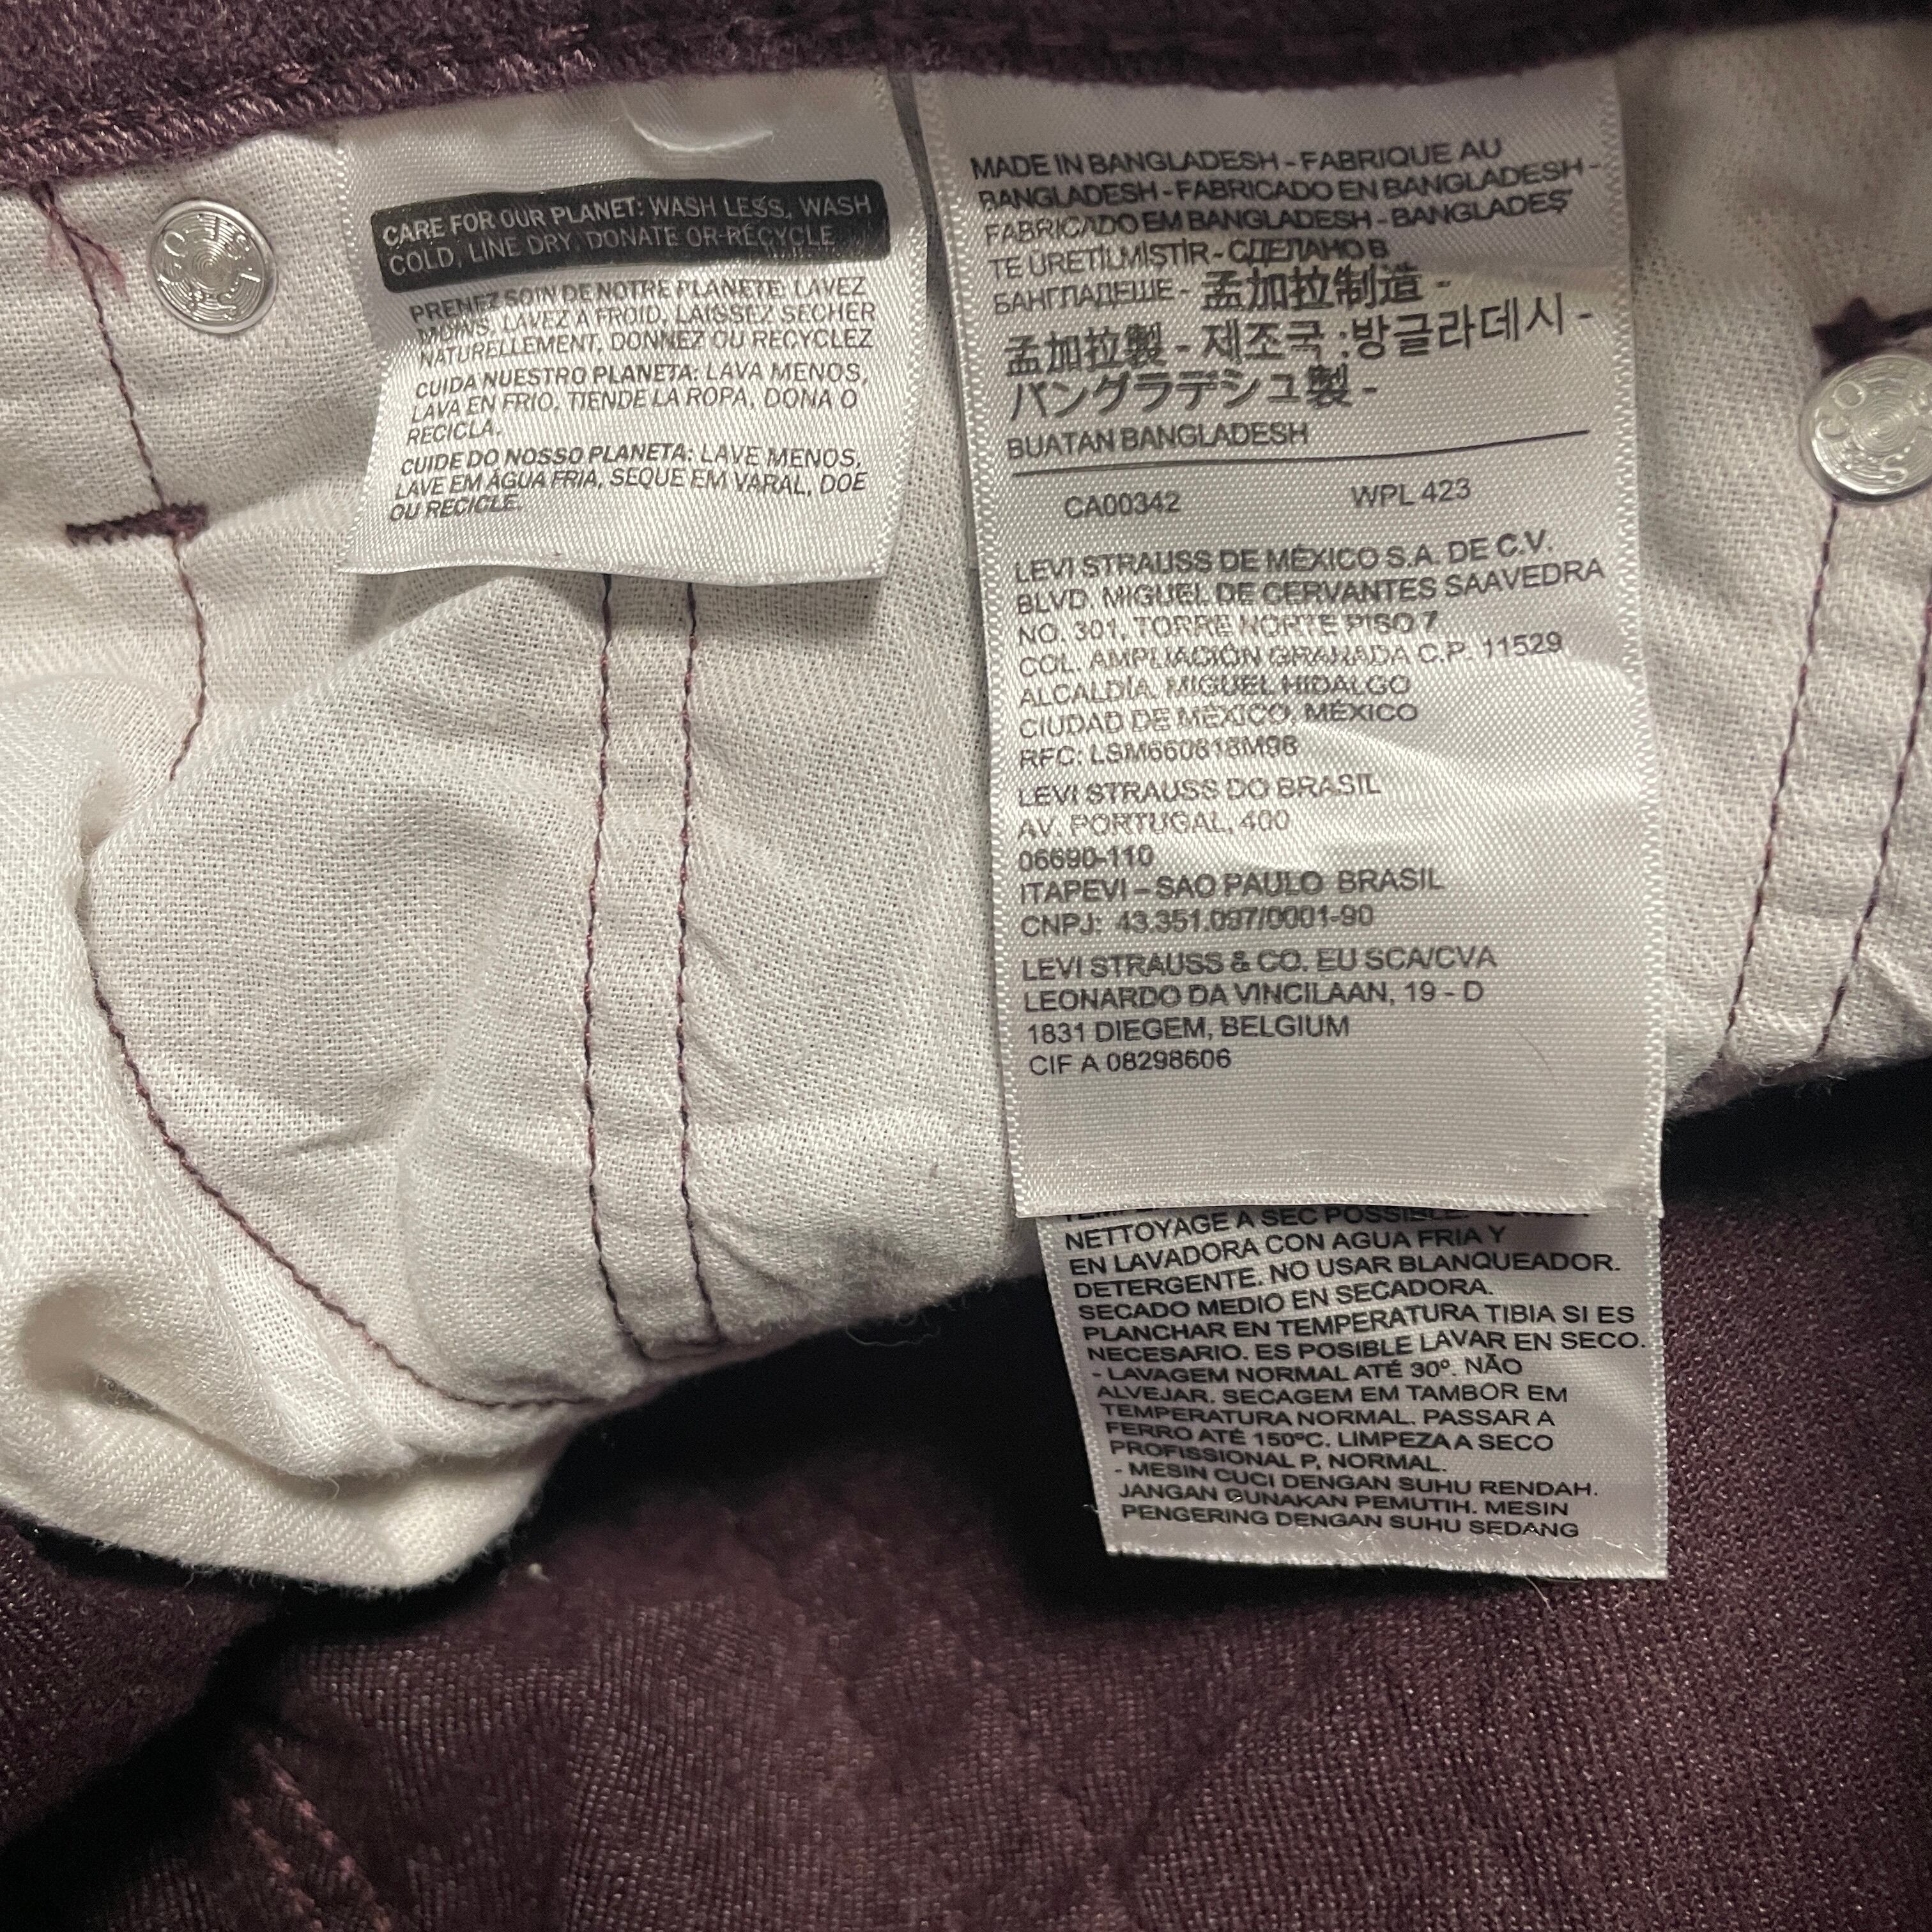 CARE FOR OUR PLANET: WASH LESS, WASH
COLD, LINE DRY, DONATE OR RECYCLE
PRENEZ SOIN DE NOTRE PLANÈTE: LAVEZ
MOINS, LAVEZ À FROID, LAISSEZ SÉCHER
NATURELLEMENT, DONNEZ OU RECYCLEZ
CUIDA NUESTRO PLANETA: LAVA MENOS,
LAVA EN FRIO, TIENDE LA ROPA, DONA O
RECICLA.
CUIDE DO NOSSO PLANETA: LAVE MENOS,
LAVE EM ÁGUA FRIA, SEQUE EM VARAL, DOE
OU RECICLE.
MADE IN BANGLADESH - FABRIQUE AU
BANGLADESH - FABRICADO EN BANGLADESH -
FABRICADO EM BANGLADESH - BANGLADEŞ'
TE ÜRETİLMİŞTİR - СДЕЛАНО В
БАНГЛАДЕШЕ - 孟加拉制造 -
孟加拉製 - 제조국 :방글라데시 -
バングラデシュ製 -
BUATAN BANGLADESH
CA00342 WPL 423
LEVI STRAUSS DE MÉXICO S.A. DE C.V.
BLVD. MIGUEL DE CERVANTES SAAVEDRA
NO. 301, TORRE NORTE PISO 7
COL. AMPLIACIÓN GRANADA C.P. 11529
ALCALDÍA, MIGUEL HIDALGO
CIUDAD DE MÉXICO, MÉXICO
RFC: LSM660818M98
LEVI STRAUSS DO BRASIL
AV. PORTUGAL, 400
06690-110
ITAPEVI – SAO PAULO BRASIL
CNPJ: 43.351.097/0001-90
LEVI STRAUSS & CO. EU SCA/CVA
LEONARDO DA VINCILAAN, 19 - D
1831 DIEGEM, BELGIUM
CIF A 08298606
NETTOYAGE A SEC POSSIBLE.
EN LAVADORA CON AGUA FRIA Y
DETERGENTE. NO USAR BLANQUEADOR.
SECADO MEDIO EN SECADORA.
PLANCHAR EN TEMPERATURA TIBIA SI ES
NECESARIO. ES POSIBLE LAVAR EN SECO.
- LAVAGEM NORMAL ATÉ 30º. NÃO
ALVEJAR. SECAGEM EM TAMBOR EM
TEMPERATURA NORMAL. PASSAR A
FERRO ATÉ 150ºC. LIMPEZA A SECO
PROFISSIONAL P, NORMAL.
- MESIN CUCI DENGAN SUHU RENDAH.
JANGAN GUNAKAN PEMUTIH. MESIN
PENGERING DENGAN SUHU SEDANG